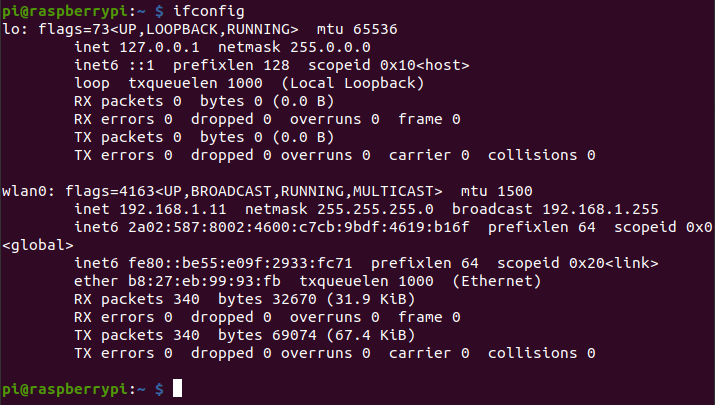 pi@raspberrypi:~ $ ifconfig
lo: flags=73<UP,LOOPBACK,RUNNING>  mtu 65536
        inet 127.0.0.1  netmask 255.0.0.0
        inet6 ::1  prefixlen 128  scopeid 0x10<host>
        loop  txqueuelen 1000  (Local Loopback)
        RX packets 0  bytes 0 (0.0 B)
        RX errors 0  dropped 0  overruns 0  frame 0
        TX packets 0  bytes 0 (0.0 B)
        TX errors 0  dropped 0 overruns 0  carrier 0  collisions 0

wlan0: flags=4163<UP,BROADCAST,RUNNING,MULTICAST>  mtu 1500
        inet 192.168.1.11  netmask 255.255.255.0  broadcast 192.168.1.255
        inet6 2a02:587:8002:4600:c7cb:9bdf:4619:b16f  prefixlen 64  scopeid 0x0
<global>
        inet6 fe80::be55:e09f:2933:fc71  prefixlen 64  scopeid 0x20<link>
        ether b8:27:eb:99:93:fb  txqueuelen 1000  (Ethernet)
        RX packets 340  bytes 32670 (31.9 KiB)
        RX errors 0  dropped 0  overruns 0  frame 0
        TX packets 340  bytes 69074 (67.4 KiB)
        TX errors 0  dropped 0 overruns 0  carrier 0  collisions 0

pi@raspberrypi:~ $